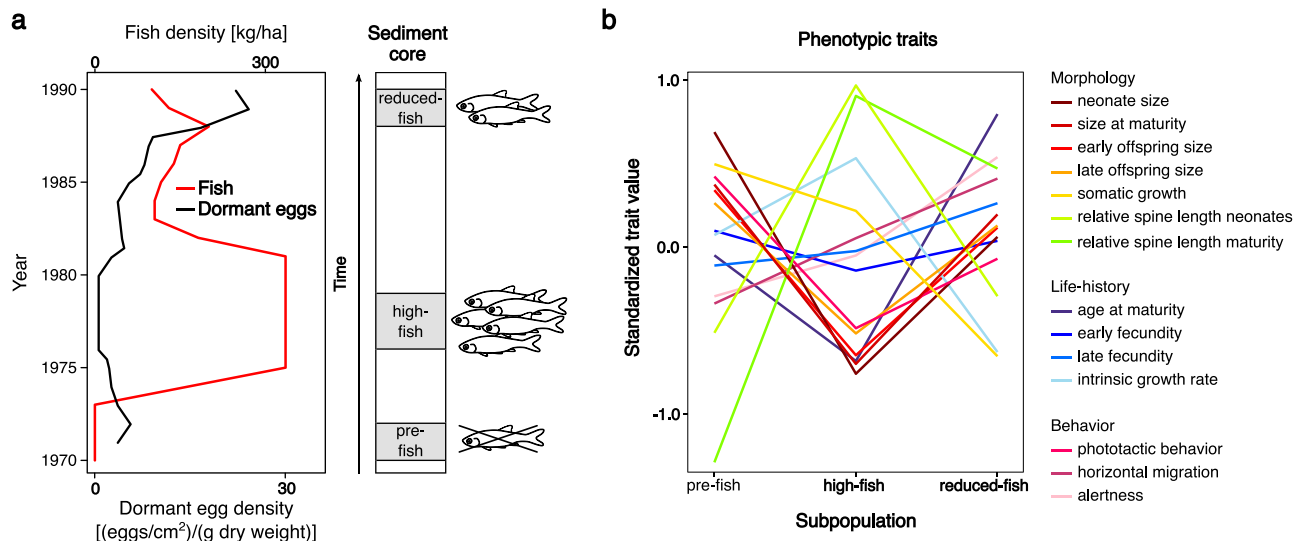 a
Fish density [kg/ha]
0
300
Year
1990
1985
1980
1975
1970
Fish
Dormant eggs
0
30
Dormant egg density
[(eggs/cm²)/(g dry weight)]
Time
Sediment
core
reduced-
fish
high-
fish
pre-
fish
b
Phenotypic traits
Standardized trait value
1.0
0.0
-1.0
pre-fish
high-fish
reduced-fish
Subpopulation
Morphology
neonate size
size at maturity
early offspring size
late offspring size
somatic growth
relative spine length neonates
relative spine length maturity
Life-history
age at maturity
early fecundity
late fecundity
intrinsic growth rate
Behavior
phototactic behavior
horizontal migration
alertness